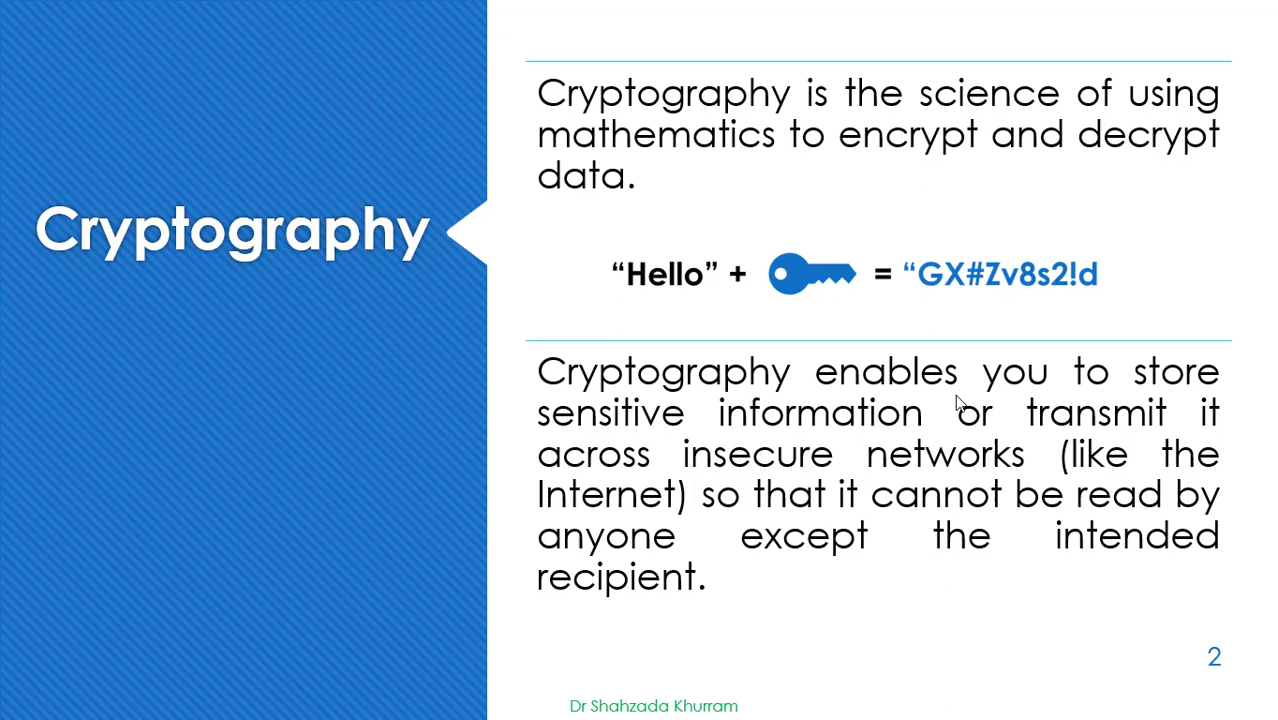 Cryptography
Cryptography is the science of using
mathematics to encrypt and decrypt
data.
“Hello” + = “GX#Zv8s2!d
Cryptography enables you to store
sensitive information or transmit it
across insecure networks (like the
Internet) so that it cannot be read by
anyone except the intended
recipient.
2
Dr Shahzada Khurram